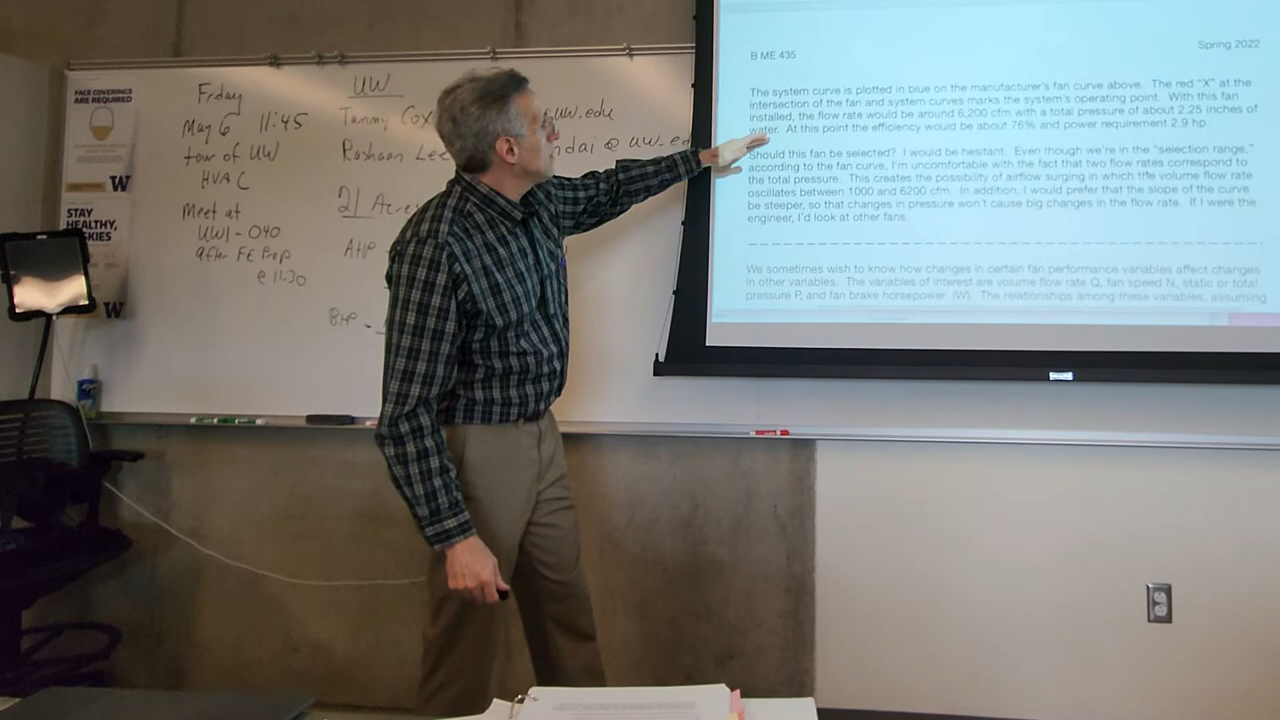 FACE COVERINGS
ARE REQUIRED
W
STAY
HEALTHY,
SKIES
W
Friday
May 6 11:45
tour of UW
HVAC
Meet at
UW1-040
after FE Prep
@ 11:30
UW
Tammy Cox
uw.edu
Rashaan Lee
ndai @ uw.ed
21 Acres
AHP
BHP -
B ME 435
Spring 2022
The system curve is plotted in blue on the manufacturer's fan curve above. The red "X" at the
intersection of the fan and system curves marks the system's operating point. With this fan
installed, the flow rate would be around 6,200 cfm with a total pressure of about 2.25 inches of
water. At this point the efficiency would be about 76% and power requirement 2.9 hp.
Should this fan be selected? I would be hesitant. Even though we're in the "selection range,"
according to the fan curve, I'm uncomfortable with the fact that two flow rates correspond to
the total pressure. This creates the possibility of airflow surging in which the volume flow rate
oscillates between 1000 and 6200 cfm. In addition, I would prefer that the slope of the curve
be steeper, so that changes in pressure won't cause big changes in the flow rate. If I were the
engineer, I'd look at other fans.
We sometimes wish to know how changes in certain fan performance variables affect changes
in other variables. The variables of interest are volume flow rate Q, fan speed N, static or total
pressure P, and fan brake horsepower (W). The relationships among these variables, assuming